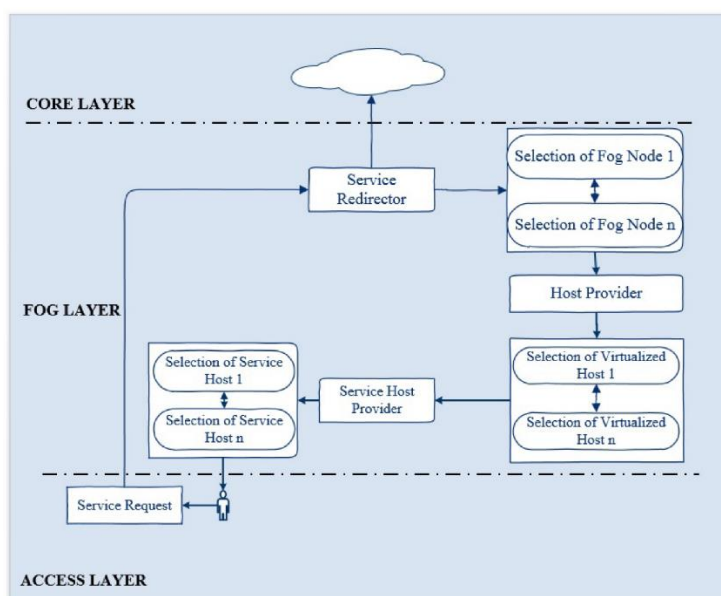 CORE LAYER
Selection of Fog Node 1
Service
Redirector
Selection of Fog Node n
FOG LAYER
Host Provider
Selection of Service
Host 1
Selection of Virtualized
Host 1
Service Host
Provider
Selection of Service
Host n
Selection of Virtualized
Host n
Service Request
ACCESS LAYER